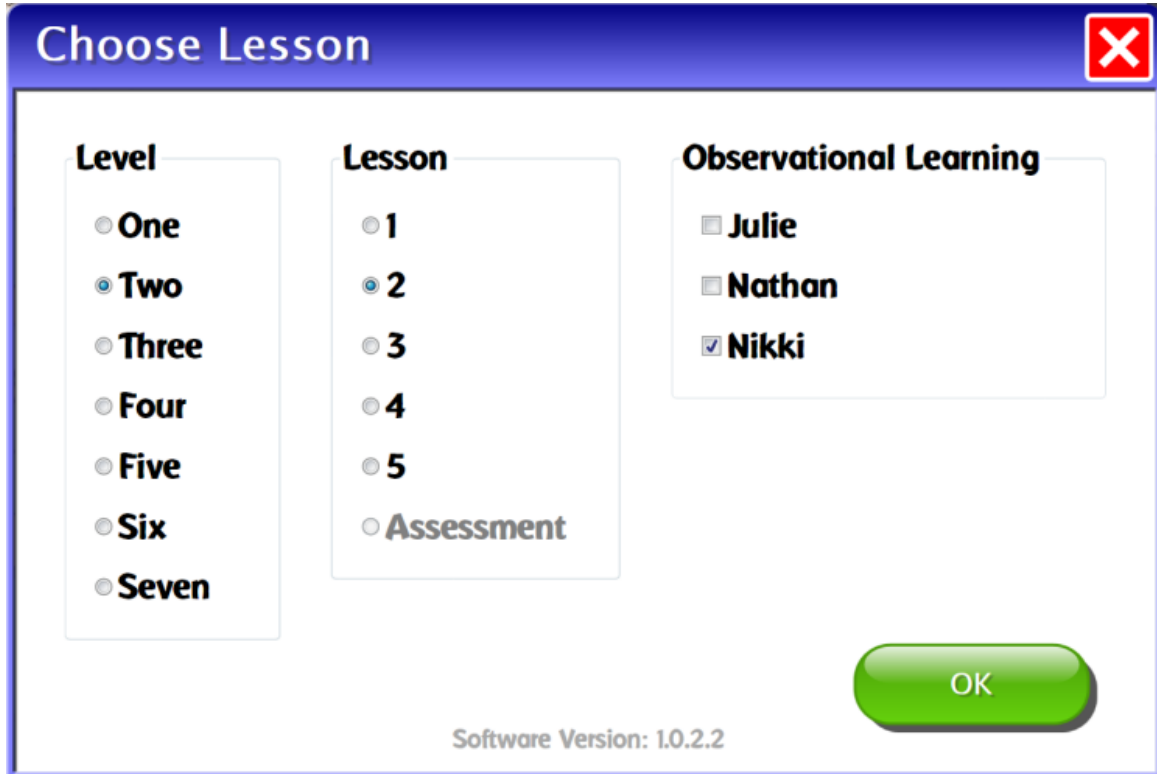 Choose Lesson
Level
One
Two
Three
Four
Five
Six
Seven
Lesson
1
2
3
4
5
Assessment
Observational Learning
Julie
Nathan
Nikki
OK
Software Version: 1.0.2.2